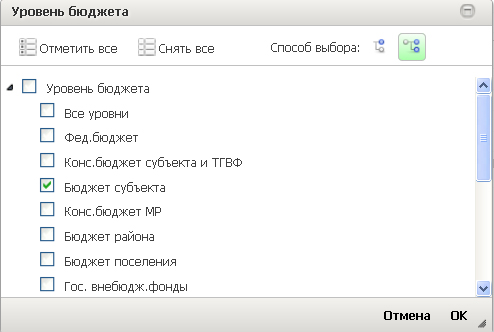 Уровень бюджета
Отметить все Снять все Способ выбора:
Уровень бюджета
Все уровни
Фед.бюджет
Конс.бюджет субъекта и ТГВФ
Бюджет субъекта
Конс.бюджет МР
Бюджет района
Бюджет поселения
Гос. внебюдж.фонды
Отмена OK